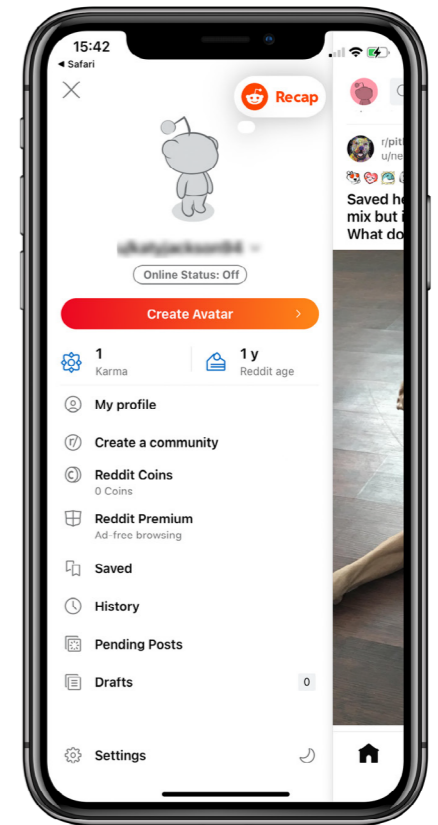 15:42
◄ Safari
Recap
Online Status: Off
Create Avatar
1
Karma
1 y
Reddit age
My profile
r/ Create a community
Reddit Coins
0 Coins
Reddit Premium
Ad-free browsing
Saved
History
Pending Posts
Drafts 0
Settings
r/pit
u/ne
Saved he
mix but i
What do